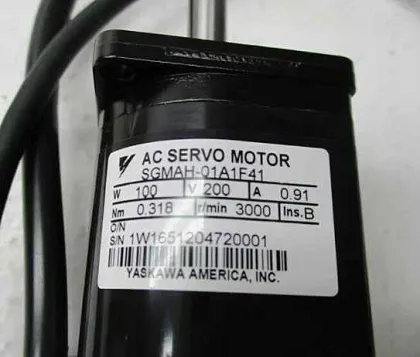 AC SERVO MOTOR
SGMAH-01A1F41
W 100 V 200 A 0.91
Nm 0.318 r/min 3000 Ins.B
O/N
S/N 1W1651204720001
YASKAWA AMERICA, INC.